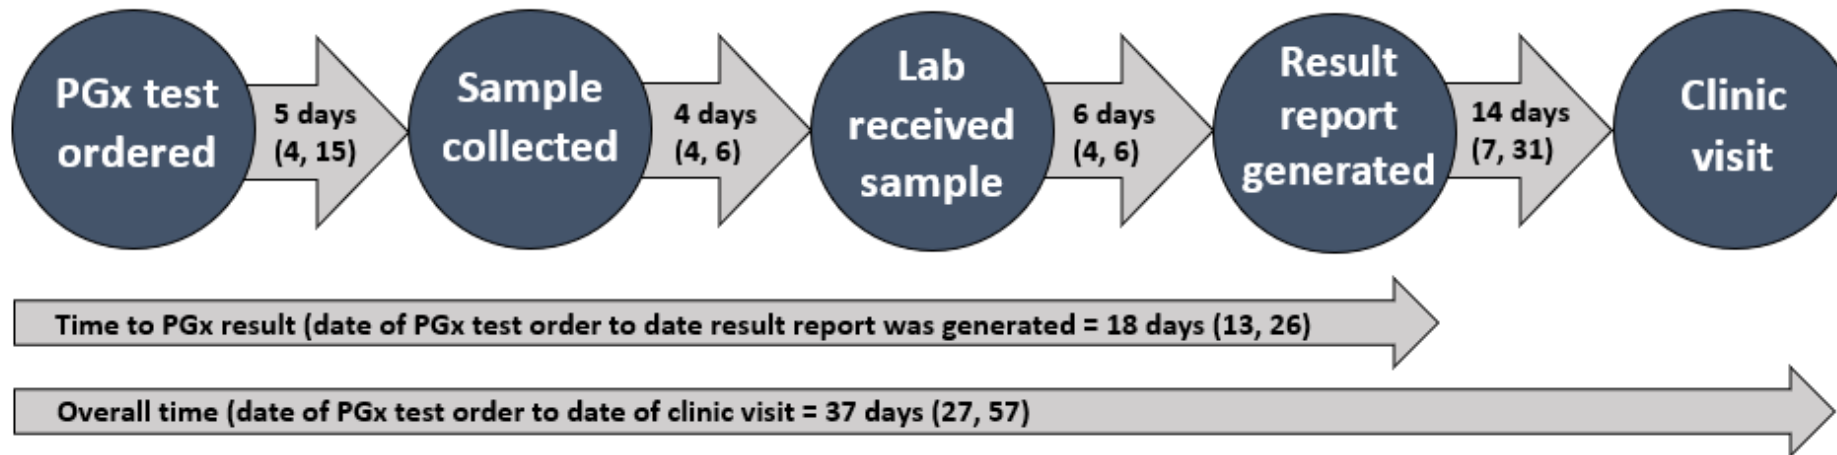 PGx test
ordered
5 days
(4, 15)
Sample
collected
4 days
(4, 6)
Lab
received
sample
6 days
(4, 6)
Result
report
generated
14 days
(7, 31)
Clinic
visit
Time to PGx result (date of PGx test order to date result report was generated = 18 days (13, 26)
Overall time (date of PGx test order to date of clinic visit = 37 days (27, 57)